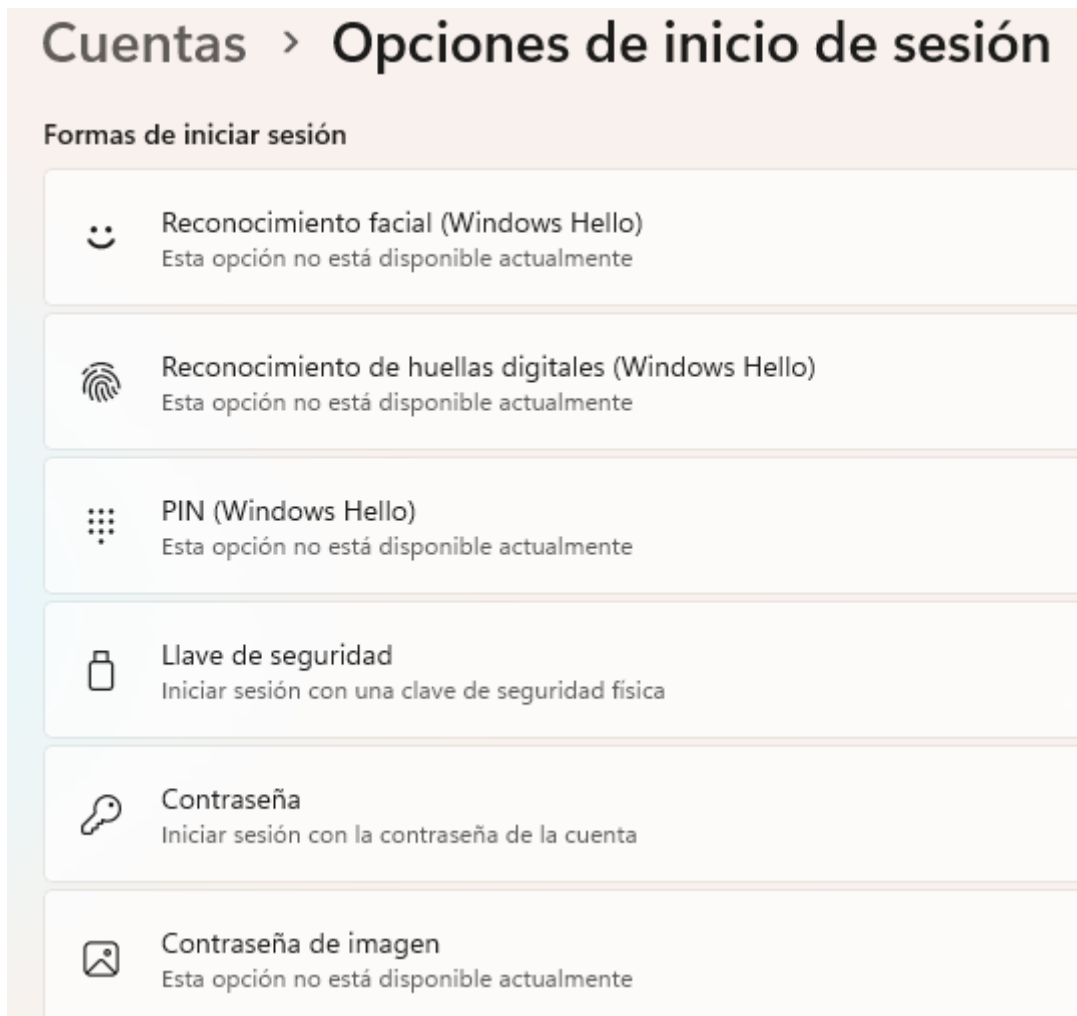 Cuentas > Opciones de inicio de sesión
Formas de iniciar sesión
Reconocimiento facial (Windows Hello)
Esta opción no está disponible actualmente
Reconocimiento de huellas digitales (Windows Hello)
Esta opción no está disponible actualmente
PIN (Windows Hello)
Esta opción no está disponible actualmente
Llave de seguridad
Iniciar sesión con una clave de seguridad física
Contraseña
Iniciar sesión con la contraseña de la cuenta
Contraseña de imagen
Esta opción no está disponible actualmente